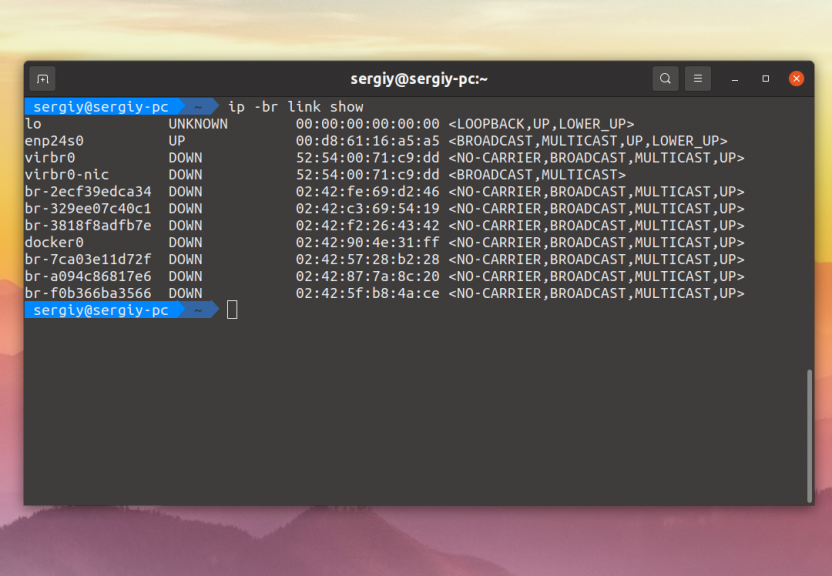 sergiy@sergiy-pc:~
sergiy@sergiy-pc ~ ip -br link show
lo UNKNOWN 00:00:00:00:00:00 <LOOPBACK,UP,LOWER_UP>
enp24s0 UP 00:d8:61:16:a5:a5 <BROADCAST,MULTICAST,UP,LOWER_UP>
virbr0 DOWN 52:54:00:71:c9:dd <NO-CARRIER,BROADCAST,MULTICAST,UP>
virbr0-nic DOWN 52:54:00:71:c9:dd <BROADCAST,MULTICAST>
br-2ecf39edca34 DOWN 02:42:fe:69:d2:46 <NO-CARRIER,BROADCAST,MULTICAST,UP>
br-329ee07c40c1 DOWN 02:42:c3:69:54:19 <NO-CARRIER,BROADCAST,MULTICAST,UP>
br-3818f8adfb7e DOWN 02:42:f2:26:43:42 <NO-CARRIER,BROADCAST,MULTICAST,UP>
docker0 DOWN 02:42:90:4e:31:ff <NO-CARRIER,BROADCAST,MULTICAST,UP>
br-7ca03e11d72f DOWN 02:42:57:28:b2:28 <NO-CARRIER,BROADCAST,MULTICAST,UP>
br-a094c86817e6 DOWN 02:42:87:7a:8c:20 <NO-CARRIER,BROADCAST,MULTICAST,UP>
br-f0b366ba3566 DOWN 02:42:5f:b8:4a:ce <NO-CARRIER,BROADCAST,MULTICAST,UP>
sergiy@sergiy-pc ~